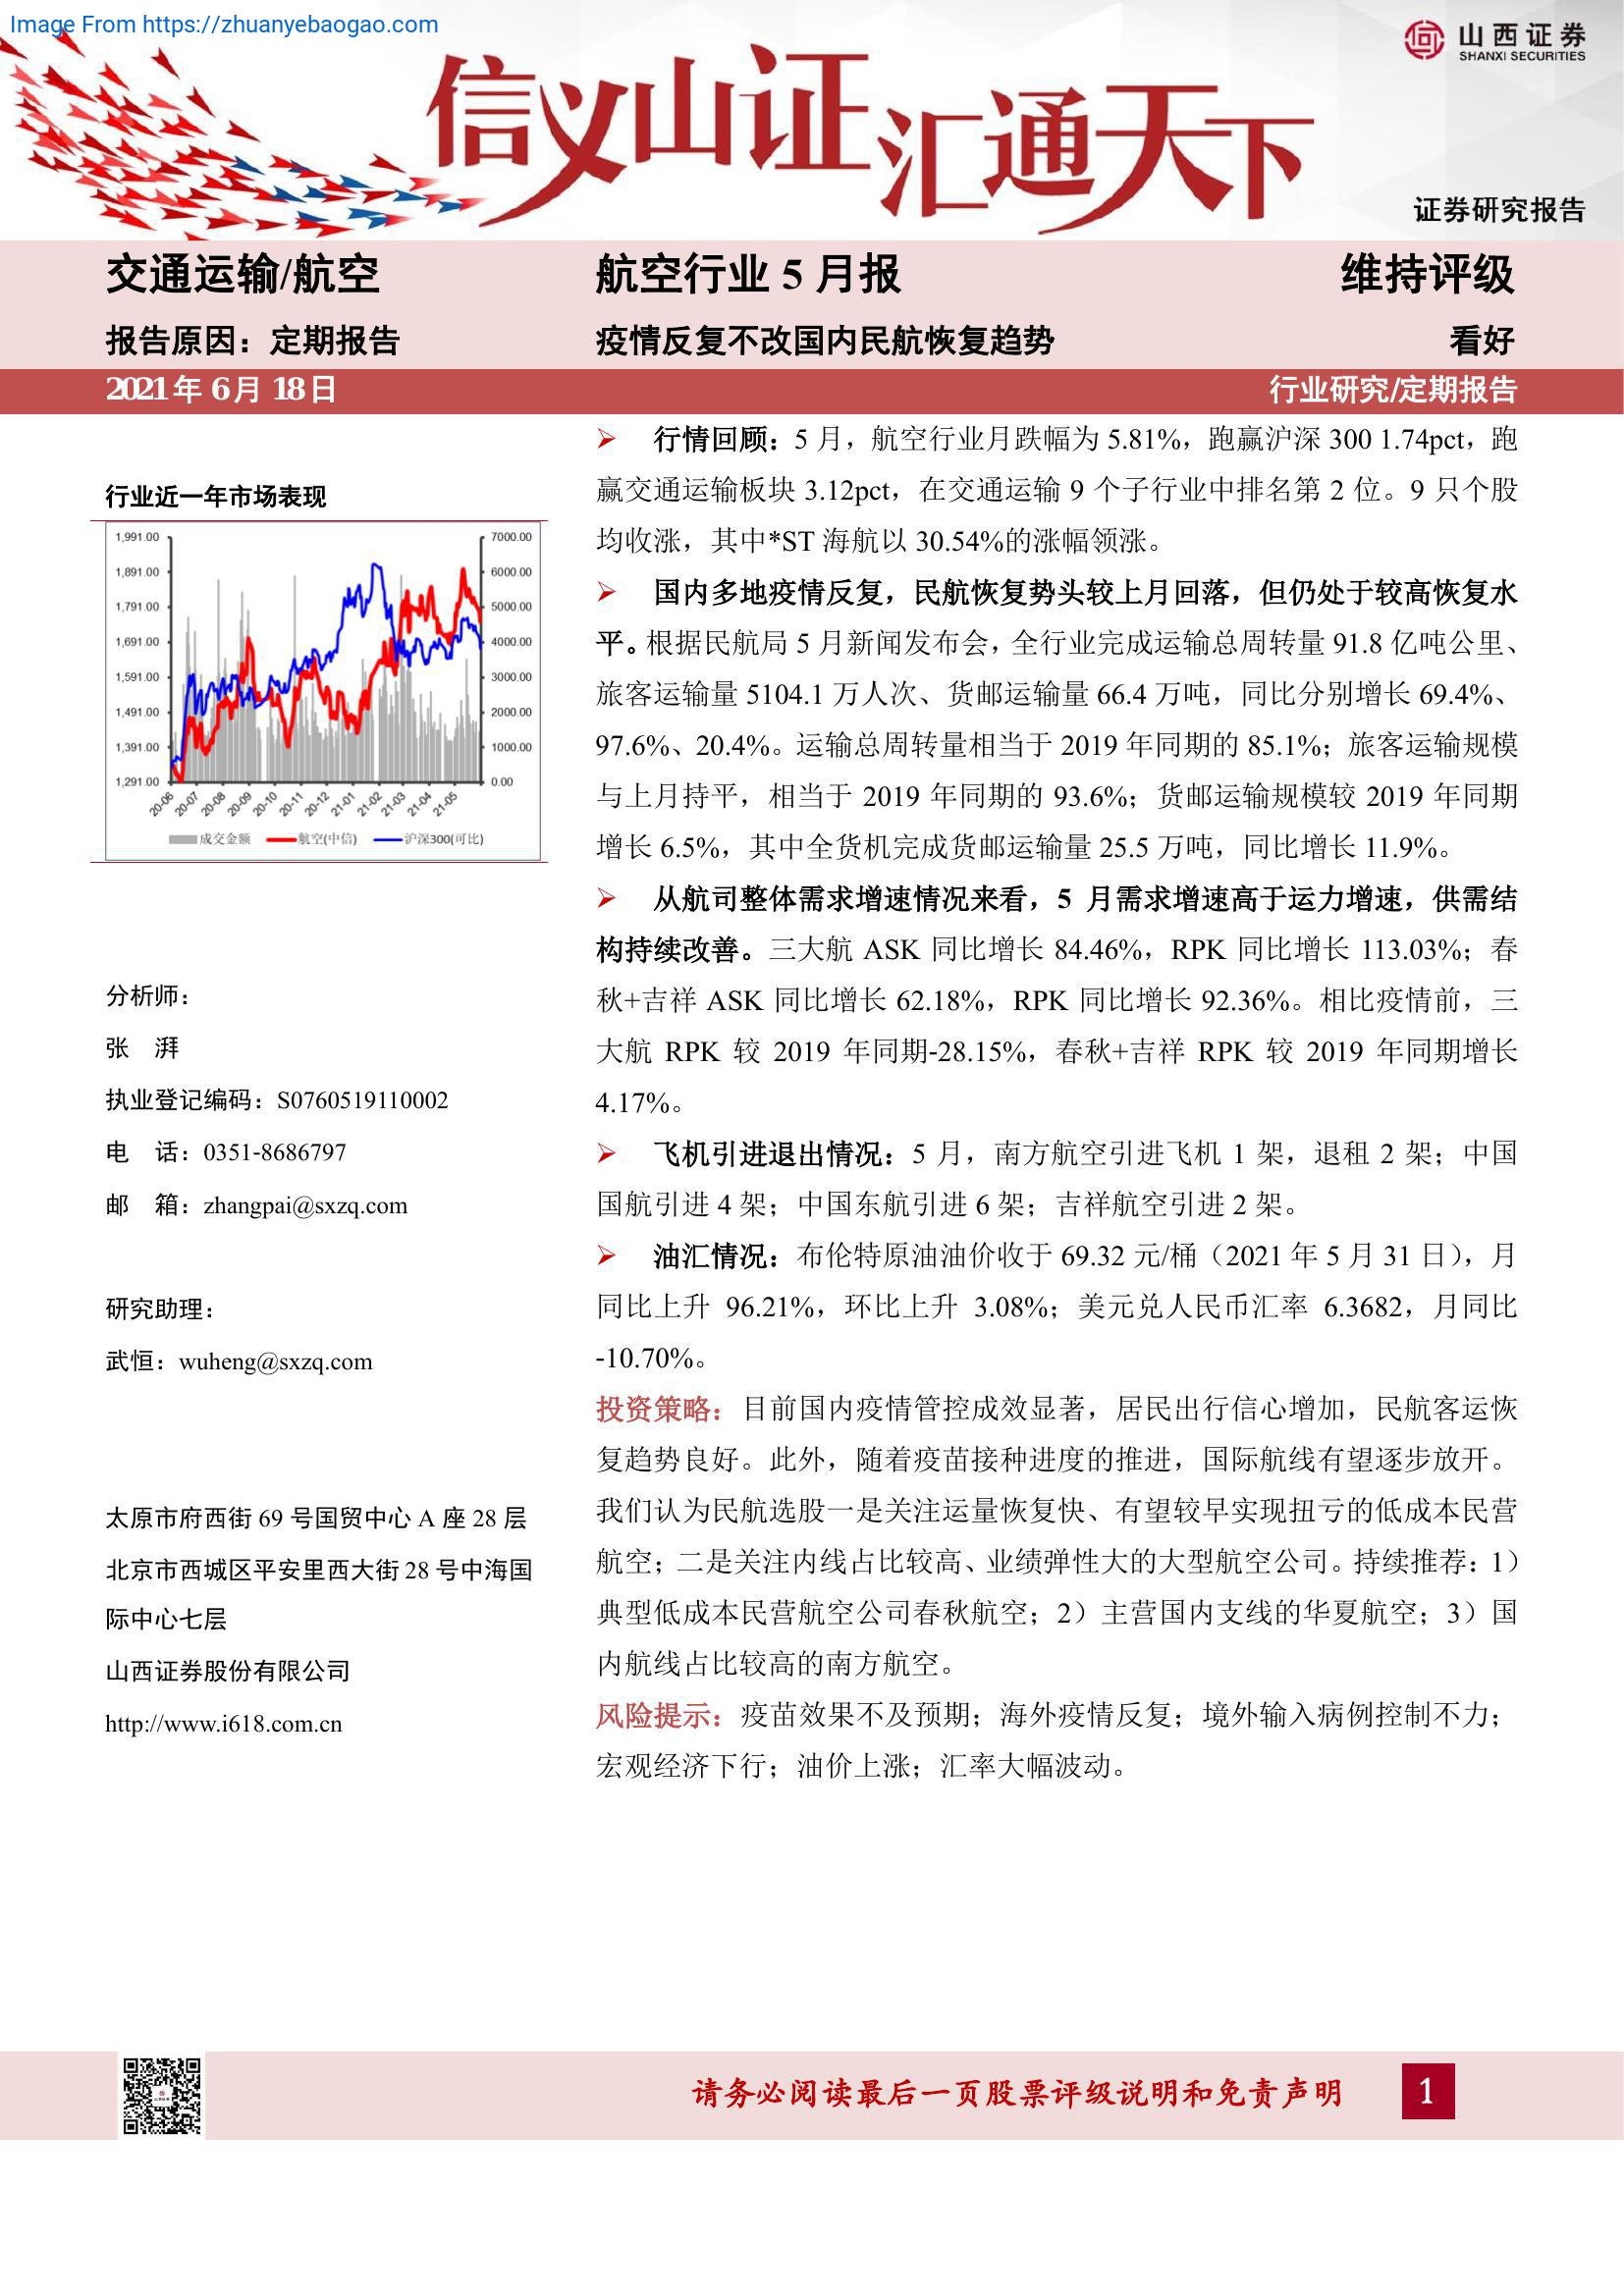 Image From https://zhuanyebaogao.com
山西证券
SHANXI SECURITIES
信义山证汇通天下
证券研究报告
交通运输/航空
航空行业 5 月报
维持评级
报告原因：定期报告
疫情反复不改国内民航恢复趋势
看好
2021 年 6 月 18 日
行业研究/定期报告
行业近一年市场表现
1,991.00
1,891.00
1,791.00
1,691.00
1,591.00
1,491.00
1,391.00
1,291.00
7000.00
6000.00
5000.00
4000.00
3000.00
2000.00
1000.00
0.00
20-06
20-07
20-08
20-09
20-10
20-11
20-12
21-01
21-02
21-03
21-04
21-05
成交金额 航空(中信) 沪深300(可比)
分析师：
张 湃
执业登记编码：S0760519110002
电 话：0351-8686797
邮 箱：zhangpai@sxzq.com
研究助理：
武恒：wuheng@sxzq.com
太原市府西街 69 号国贸中心 A 座 28 层
北京市西城区平安里西大街 28 号中海国
际中心七层
山西证券股份有限公司
http://www.i618.com.cn
行情回顾：5 月，航空行业月跌幅为 5.81%，跑赢沪深 300 1.74pct，跑
赢交通运输板块 3.12pct，在交通运输 9 个子行业中排名第 2 位。9 只个股
均收涨，其中*ST 海航以 30.54%的涨幅领涨。
国内多地疫情反复，民航恢复势头较上月回落，但仍处于较高恢复水
平。根据民航局 5 月新闻发布会，全行业完成运输总周转量 91.8 亿吨公里、
旅客运输量 5104.1 万人次、货邮运输量 66.4 万吨，同比分别增长 69.4%、
97.6%、20.4%。运输总周转量相当于 2019 年同期的 85.1%；旅客运输规模
与上月持平，相当于 2019 年同期的 93.6%；货邮运输规模较 2019 年同期
增长 6.5%，其中全货机完成货邮运输量 25.5 万吨，同比增长 11.9%。
从航司整体需求增速情况来看，5 月需求增速高于运力增速，供需结
构持续改善。三大航 ASK 同比增长 84.46%，RPK 同比增长 113.03%；春
秋+吉祥 ASK 同比增长 62.18%，RPK 同比增长 92.36%。相比疫情前，三
大航 RPK 较 2019 年同期-28.15%，春秋+吉祥 RPK 较 2019 年同期增长
4.17%。
飞机引进退出情况：5 月，南方航空引进飞机 1 架，退租 2 架；中国
国航引进 4 架；中国东航引进 6 架；吉祥航空引进 2 架。
油汇情况：布伦特原油油价收于 69.32 元/桶（2021 年 5 月 31 日），月
同比上升 96.21%，环比上升 3.08%；美元兑人民币汇率 6.3682，月同比
-10.70%。
投资策略：目前国内疫情管控成效显著，居民出行信心增加，民航客运恢
复趋势良好。此外，随着疫苗接种进度的推进，国际航线有望逐步放开。
我们认为民航选股一是关注运量恢复快、有望较早实现扭亏的低成本民营
航空；二是关注内线占比较高、业绩弹性大的大型航空公司。持续推荐：1）
典型低成本民营航空公司春秋航空；2）主营国内支线的华夏航空；3）国
内航线占比较高的南方航空。
风险提示：疫苗效果不及预期；海外疫情反复；境外输入病例控制不力；
宏观经济下行；油价上涨；汇率大幅波动。
请务必阅读最后一页股票评级说明和免责声明
1